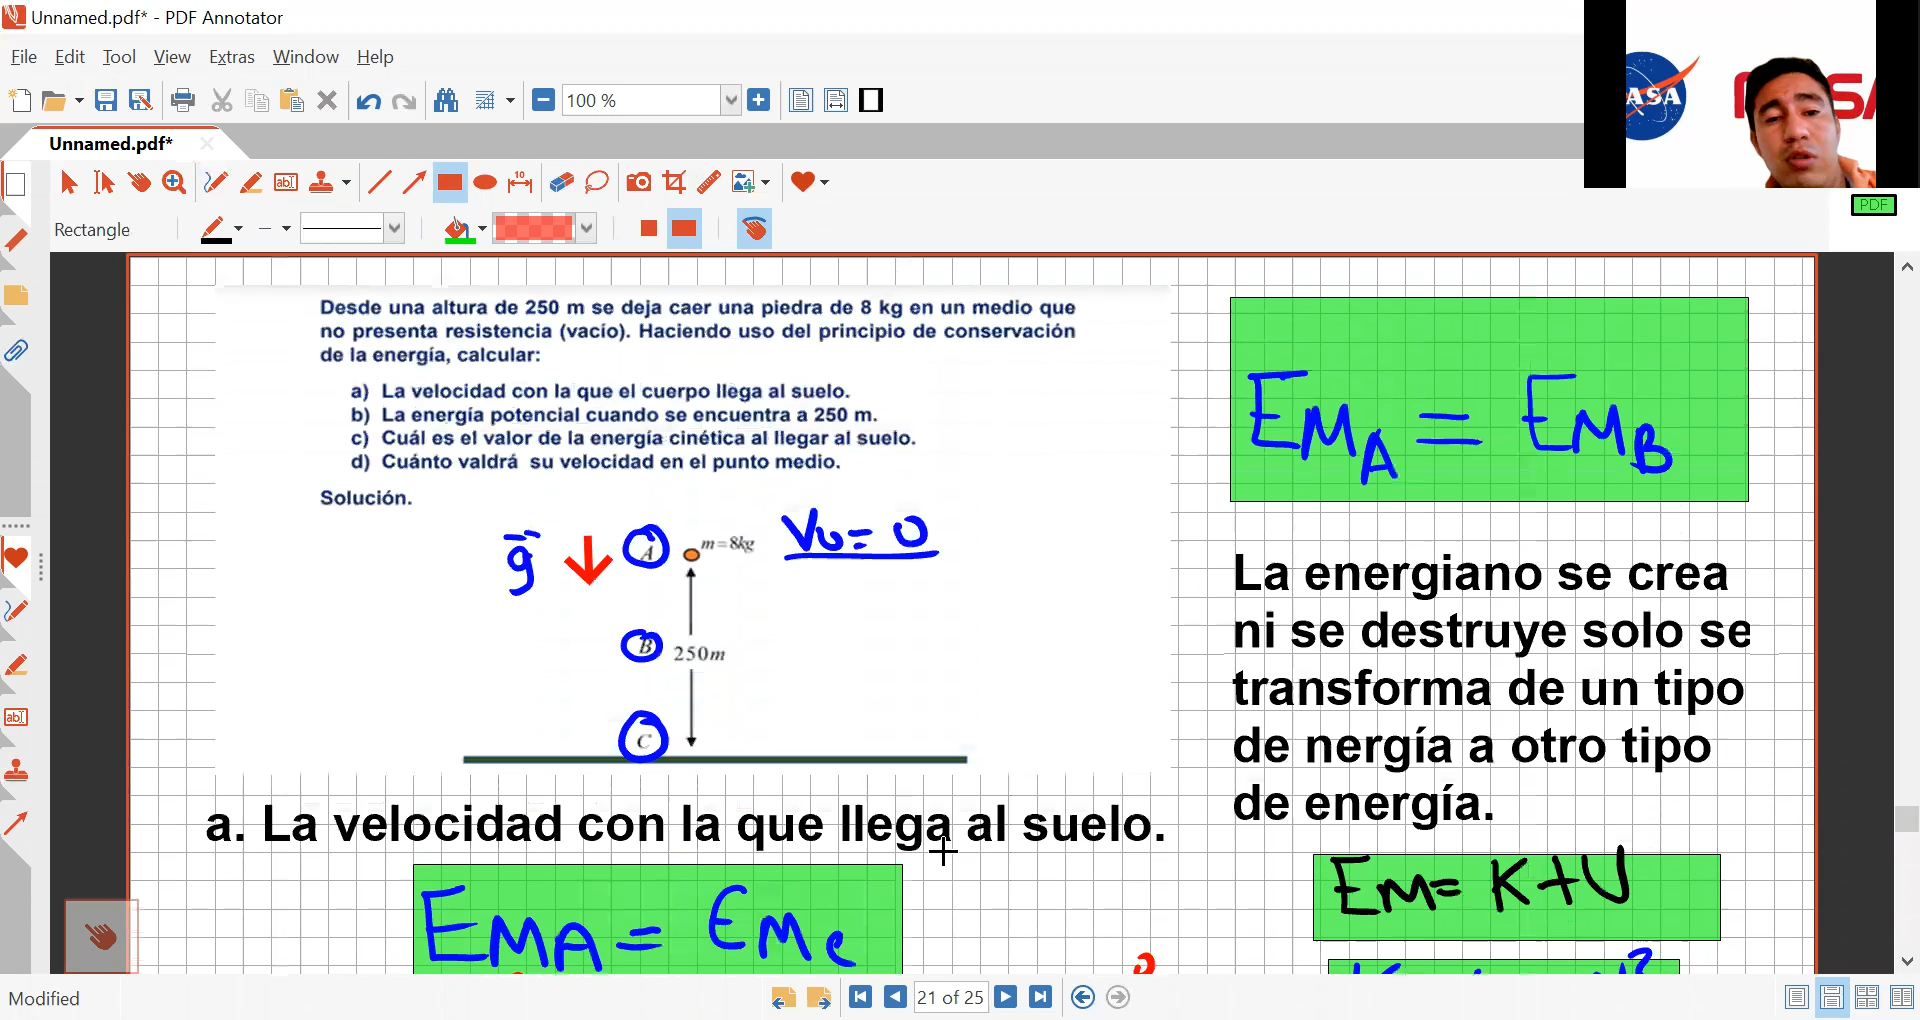 Unnamed.pdf* - PDF Annotator
File Edit Tool View Extras Window Help
100 %
Unnamed.pdf*
Rectangle
PDF
Desde una altura de 250 m se deja caer una piedra de 8 kg en un medio que
no presenta resistencia (vacío). Haciendo uso del principio de conservación
de la energía, calcular:
a) La velocidad con la que el cuerpo llega al suelo.
b) La energía potencial cuando se encuentra a 250 m.
c) Cuál es el valor de la energía cinética al llegar al suelo.
d) Cuánto valdrá su velocidad en el punto medio.
Solución.
g
A
m=8kg
V0 = 0
B
250m
C
a. La velocidad con la que llega al suelo.
EMA = EMC
EMA = EMB
La energiano se crea
ni se destruye solo se
transforma de un tipo
de nergía a otro tipo
de energía.
EM= K+U
Modified
21 of 25